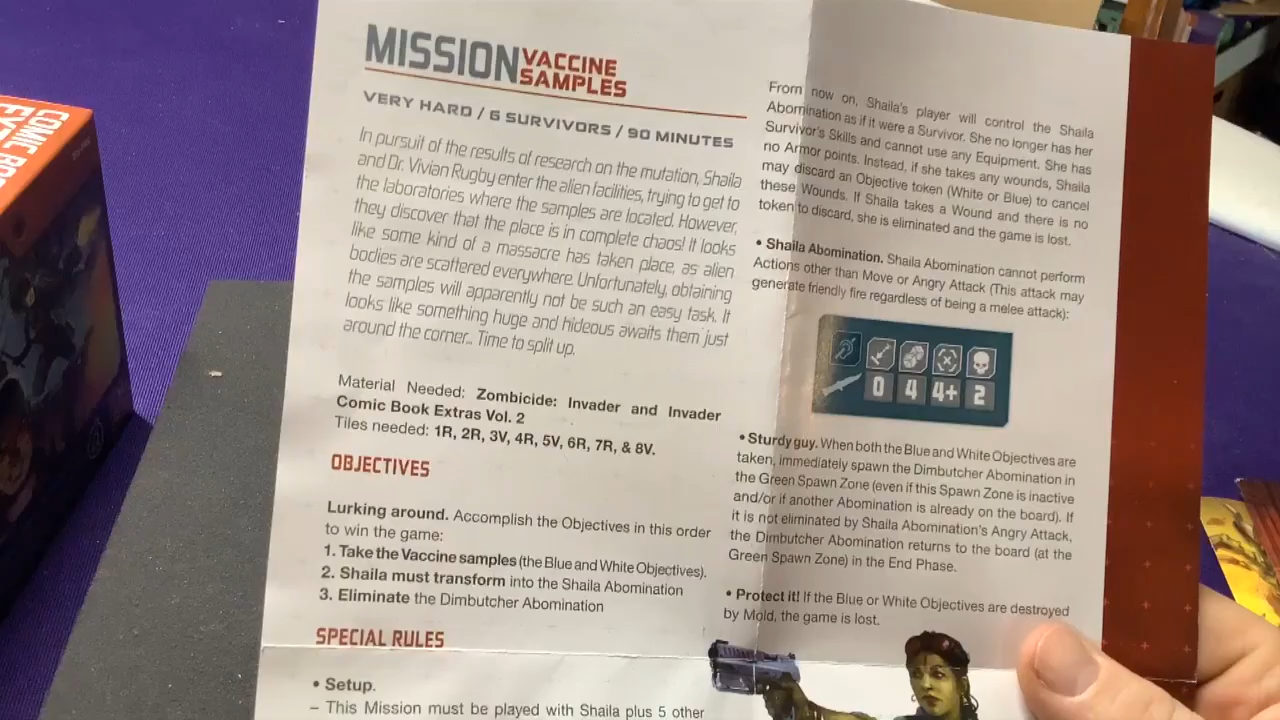 COMIC BO
MISSION VACCINE
SAMPLES
VERY HARD / 6 SURVIVORS / 90 MINUTES
In pursuit of the results of research on the mutation, Shaila
and Dr. Vivian Rugby enter the alien facilities, trying to get to
the laboratories where the samples are located. However,
they discover that the place is in complete chaos! It looks
like some kind of a massacre has taken place, as alien
bodies are scattered everywhere. Unfortunately, obtaining
the samples will apparently not be such an easy task. It
looks like something huge and hideous awaits them just
around the corner... Time to split up.
Material Needed: Zombicide: Invader and Invader
Comic Book Extras Vol. 2
Tiles needed: 1R, 2R, 3V, 4R, 5V, 6R, 7R, & 8V.
OBJECTIVES
Lurking around. Accomplish the Objectives in this order
to win the game:
1. Take the Vaccine samples (the Blue and White Objectives).
2. Shaila must transform into the Shaila Abomination
3. Eliminate the Dimbutcher Abomination
SPECIAL RULES
• Setup.
– This Mission must be played with Shaila plus 5 other
From now on, Shaila's player will control the Shaila
Abomination as if it were a Survivor. She no longer has her
Survivor's Skills and cannot use any Equipment. She has
no Armor points. Instead, if she takes any wounds, Shaila
may discard an Objective token (White or Blue) to cancel
these Wounds. If Shaila takes a Wound and there is no
token to discard, she is eliminated and the game is lost.
• Shaila Abomination. Shaila Abomination cannot perform
Actions other than Move or Angry Attack (This attack may
generate friendly fire regardless of being a melee attack):
0 4 4+ 2
• Sturdy guy. When both the Blue and White Objectives are
taken, immediately spawn the Dimbutcher Abomination in
the Green Spawn Zone (even if this Spawn Zone is inactive
and/or if another Abomination is already on the board). If
it is not eliminated by Shaila Abomination's Angry Attack,
the Dimbutcher Abomination returns to the board (at the
Green Spawn Zone) in the End Phase.
• Protect it! If the Blue or White Objectives are destroyed
by Mold, the game is lost.